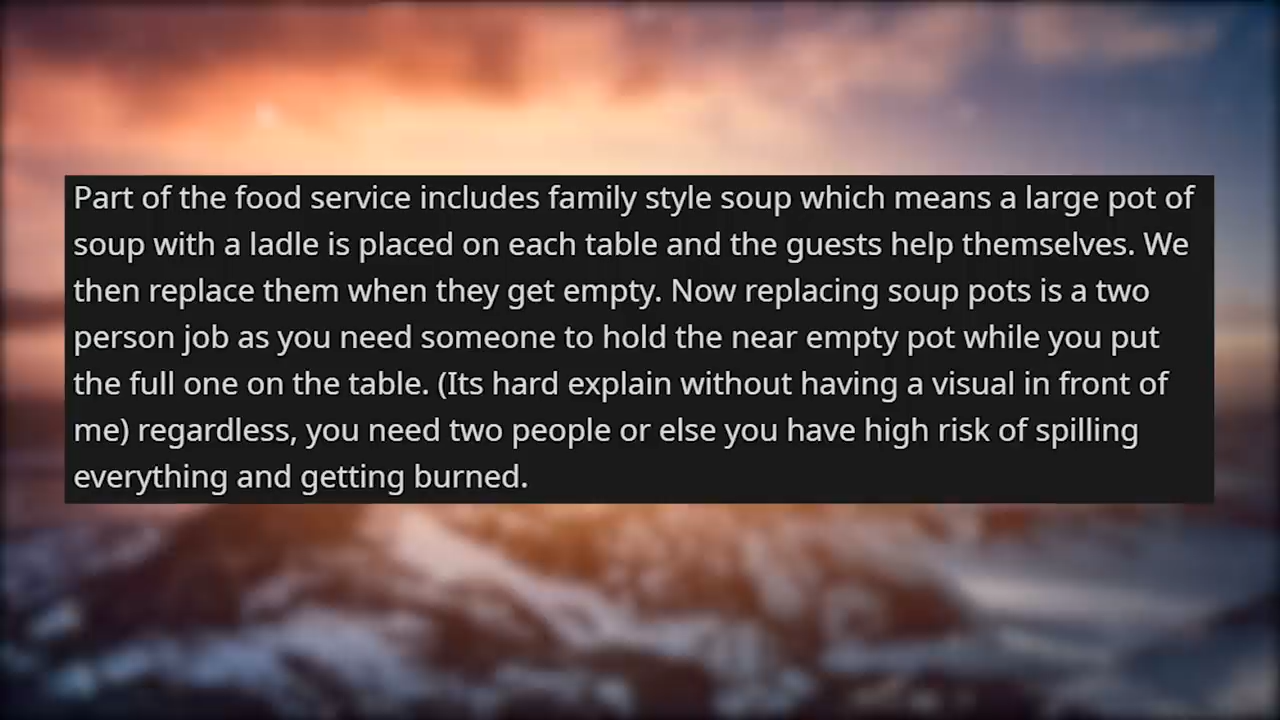 Part of the food service includes family style soup which means a large pot of
soup with a ladle is placed on each table and the guests help themselves. We
then replace them when they get empty. Now replacing soup pots is a two
person job as you need someone to hold the near empty pot while you put
the full one on the table. (Its hard explain without having a visual in front of
me) regardless, you need two people or else you have high risk of spilling
everything and getting burned.